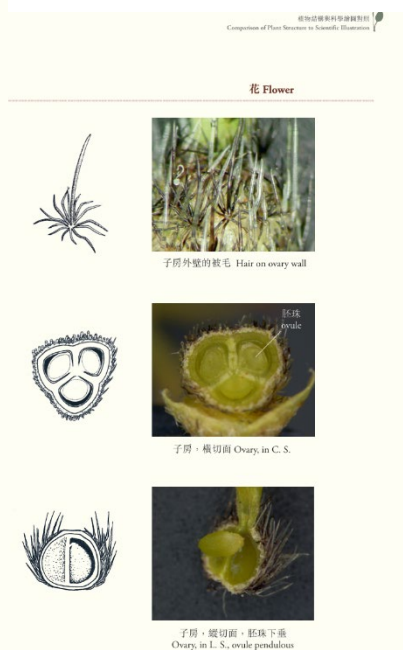 植物結構與科學繪圖對照
Comparison of Plant Structure to Scientific Illustration
花 Flower
子房外壁的被毛 Hair on ovary wall
胚珠
ovule
子房,橫切面 Ovary, in C. S.
子房,縱切面,胚珠下垂
Ovary, in L. S., ovule pendulous